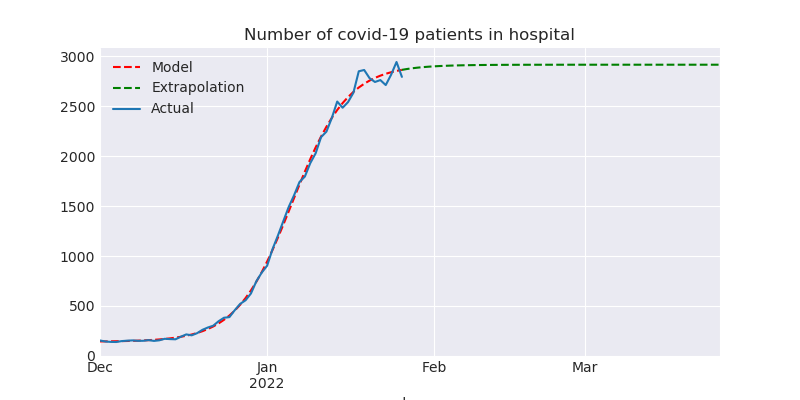 Number of covid-19 patients in hospital
Model
Extrapolation
Actual
3000
2500
2000
1500
1000
500
0
Dec
Jan
2022
Feb
Mar